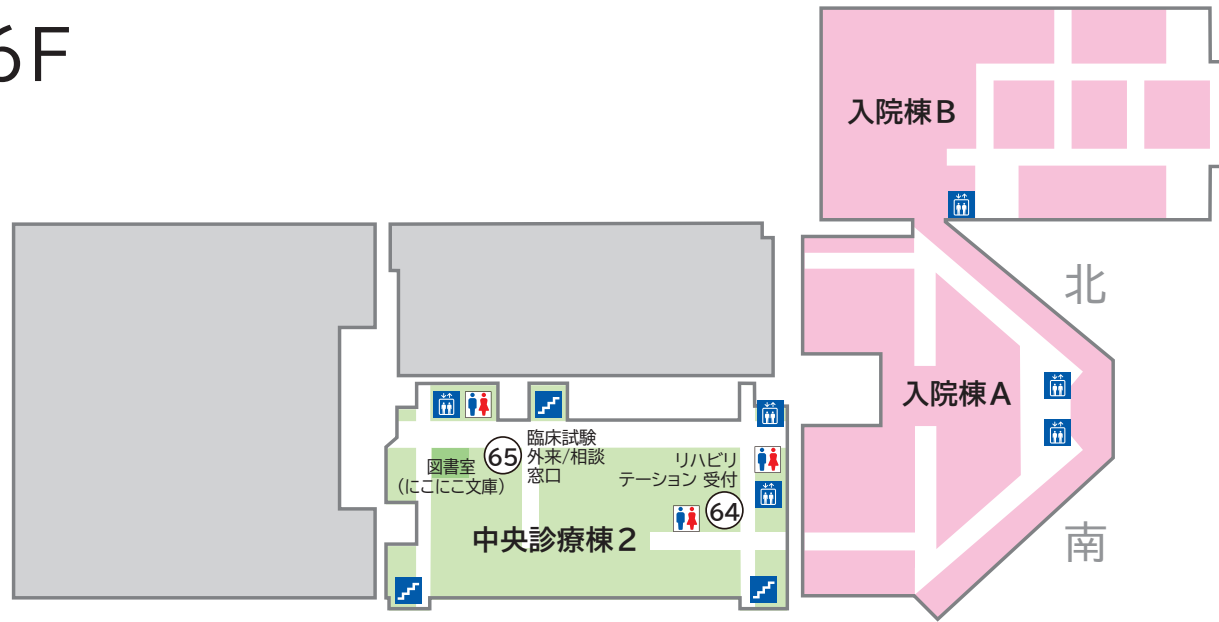 6F
入院棟B
北
入院棟A
臨床試験
外来/相談
窓口
65
図書室
(にこにこ文庫)
リハビリ
テーション 受付
64
中央診療棟2
南